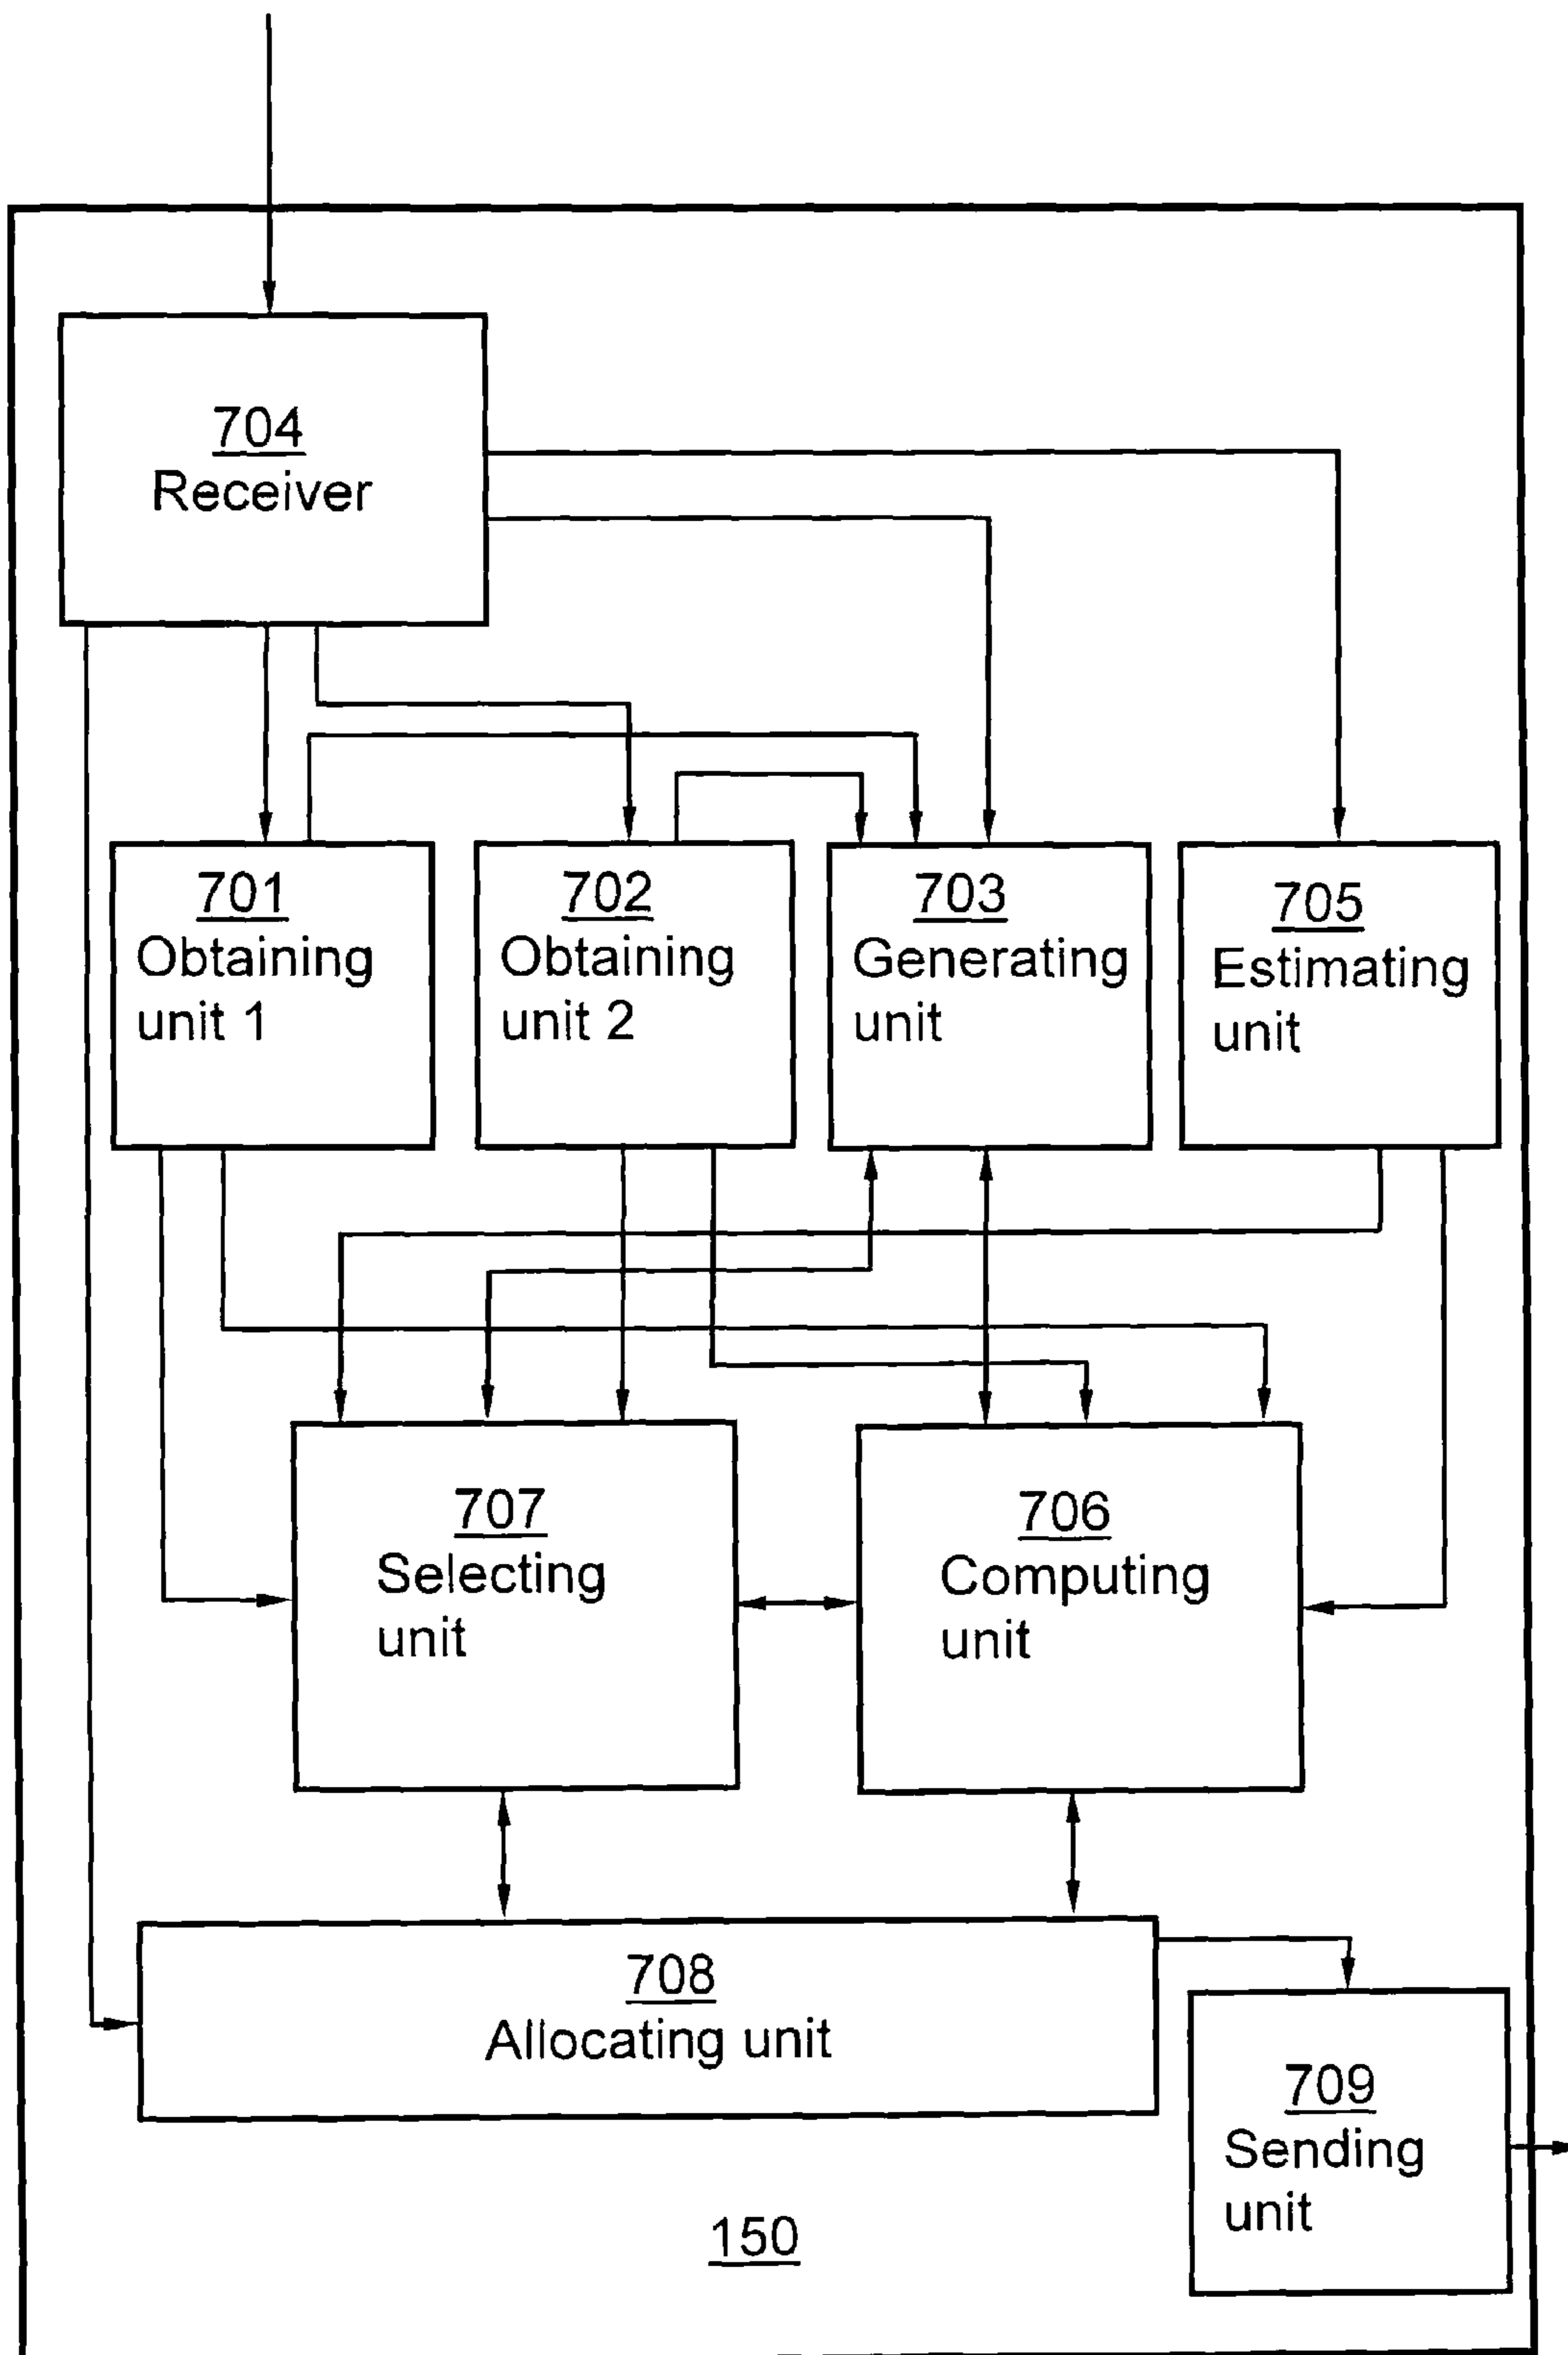 704
Receiver
701
Obtaining
unit 1
702
Obtaining
unit 2
703
Generating
unit
705
Estimating
unit
707
Selecting
unit
706
Computing
unit
708
Allocating unit
709
Sending
unit
150